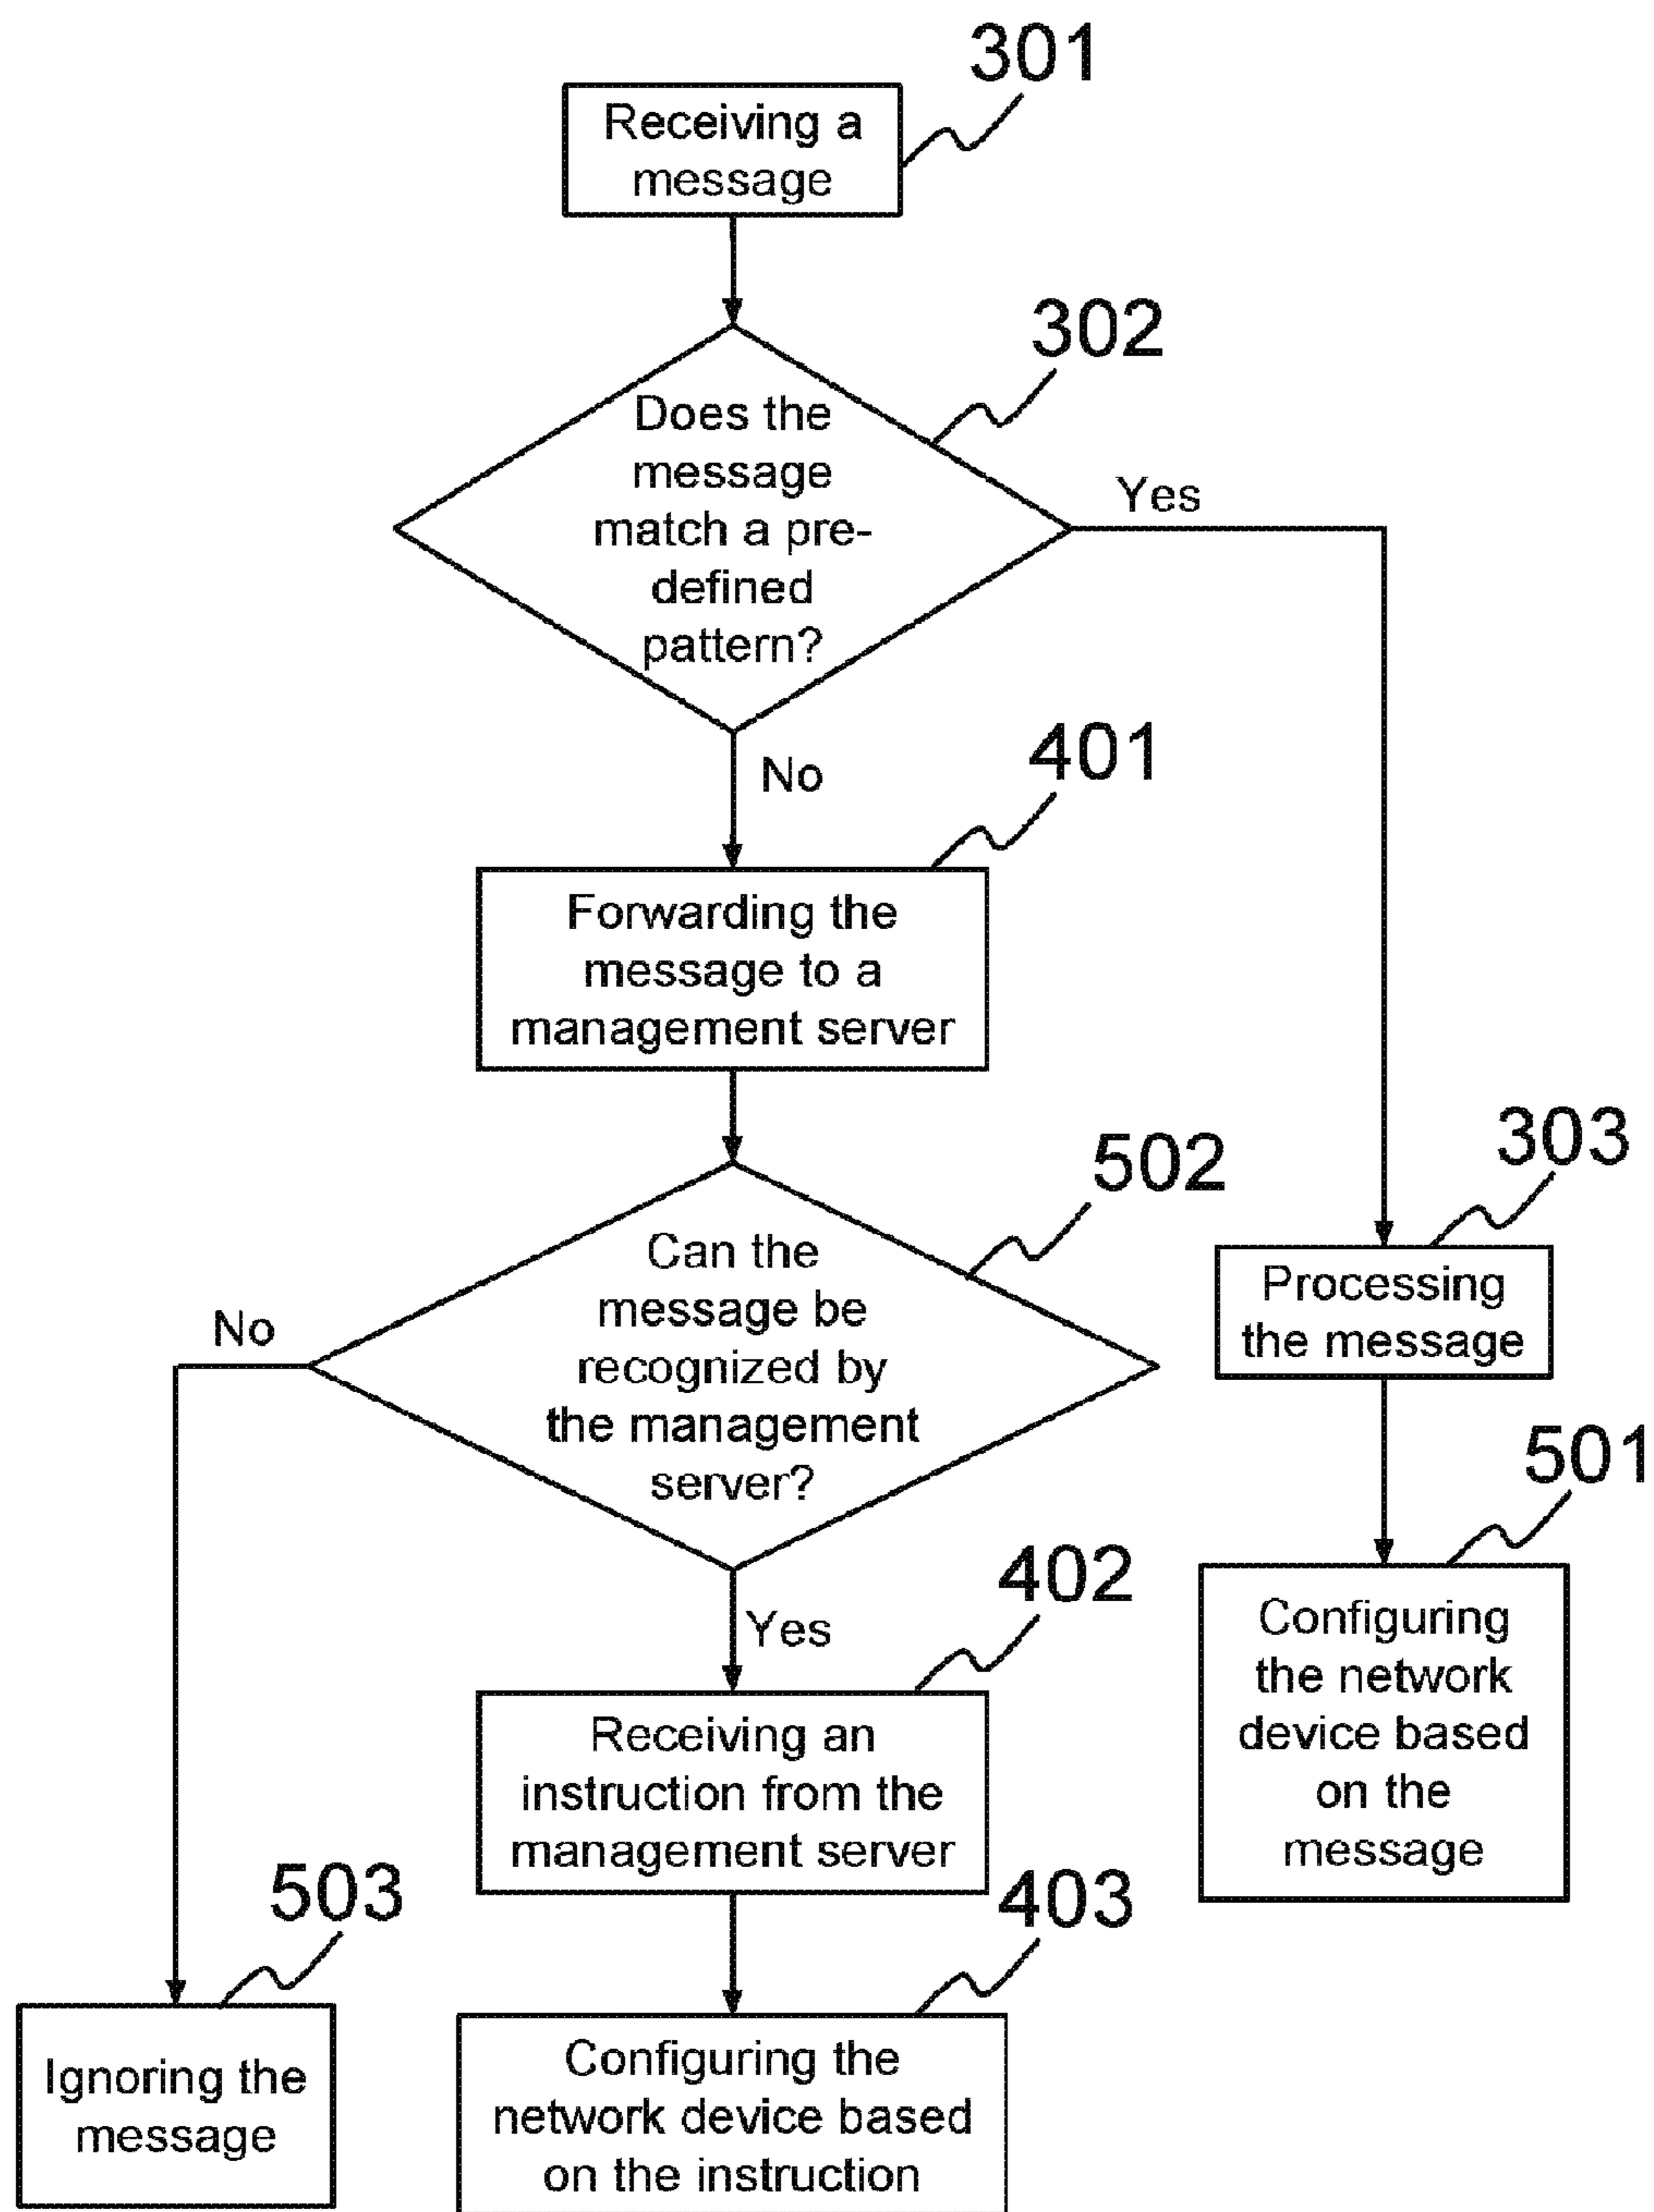 301
Receiving a
message
302
Does the
message
match a pre-
defined
pattern?
Yes
No
401
Forwarding the
message to a
management server
502
Can the
message be
recognized by
the management
server?
No
303
Processing
the message
501
Configuring
the network
device based
on the
message
Yes
402
Receiving an
instruction from the
management server
503
Ignoring the
message
403
Configuring the
network device based
on the instruction